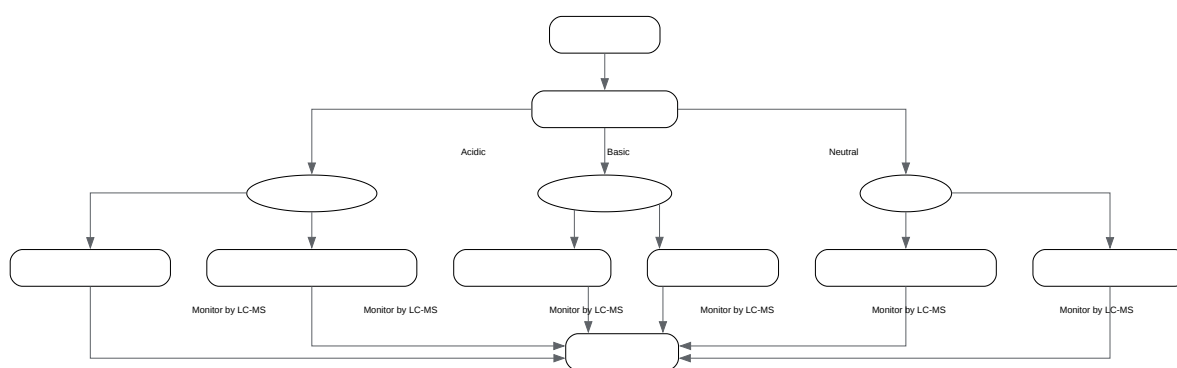 Acidic
Basic
Neutral
Monitor by LC-MS
Monitor by LC-MS
Monitor by LC-MS
Monitor by LC-MS
Monitor by LC-MS
Monitor by LC-MS